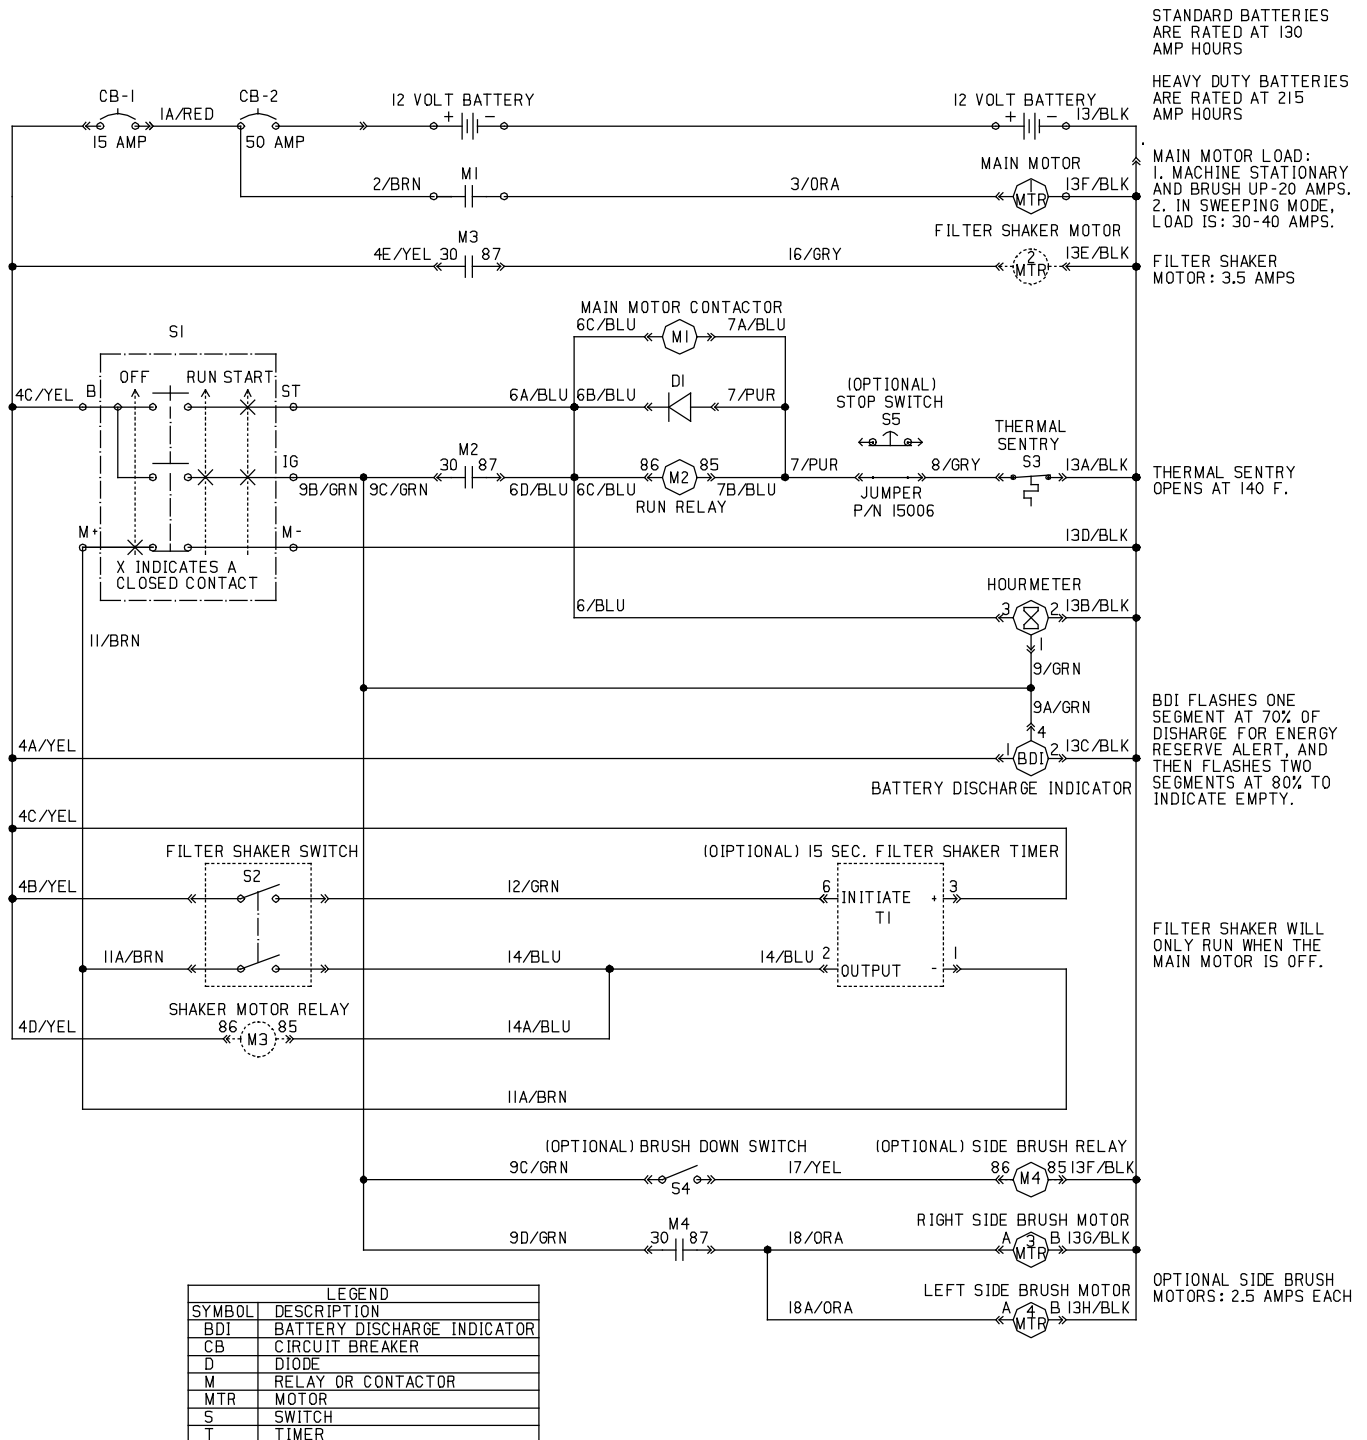 STANDARD BATTERIES
ARE RATED AT 130
AMP HOURS
HEAVY DUTY BATTERIES
ARE RATED AT 215
AMP HOURS
CB-1
1A/RED
CB-2
12 VOLT BATTERY
12 VOLT BATTERY
13/BLK
+ -
+ -
15 AMP
50 AMP
MAIN MOTOR LOAD:
1. MACHINE STATIONARY
AND BRUSH UP-20 AMPS.
2. IN SWEEPING MODE,
LOAD IS: 30-40 AMPS.
MAIN MOTOR
2/BRN
M1
3/ORA
1
MTR
13F/BLK
FILTER SHAKER MOTOR
M3
4E/YEL
30
87
16/GRY
2
MTR
13E/BLK
FILTER SHAKER
MOTOR: 3.5 AMPS
MAIN MOTOR CONTACTOR
6C/BLU
M1
7A/BLU
S1
OFF
RUN
START
4C/YEL
B
ST
6A/BLU
6B/BLU
D1
7/PUR
(OPTIONAL)
STOP SWITCH
S5
THERMAL
SENTRY
S3
IG
9B/GRN
9C/GRN
M2
30
87
6D/BLU
6C/BLU
86
M2
85
7B/BLU
RUN RELAY
7/PUR
8/GRY
13A/BLK
JUMPER
P/N 15006
THERMAL SENTRY
OPENS AT 140 F.
M+
M-
13D/BLK
X INDICATES A
CLOSED CONTACT
HOURMETER
6/BLU
3
2
13B/BLK
1
11/BRN
9/GRN
9A/GRN
4
4A/YEL
1
BDI
2
13C/BLK
BATTERY DISCHARGE INDICATOR
BDI FLASHES ONE
SEGMENT AT 70% OF
DISHARGE FOR ENERGY
RESERVE ALERT, AND
THEN FLASHES TWO
SEGMENTS AT 80% TO
INDICATE EMPTY.
4C/YEL
FILTER SHAKER SWITCH
(OIPTIONAL) 15 SEC. FILTER SHAKER TIMER
S2
4B/YEL
12/GRN
6
INITIATE
+
3
T1
11A/BRN
14/BLU
14/BLU
2
OUTPUT
-
1
FILTER SHAKER WILL
ONLY RUN WHEN THE
MAIN MOTOR IS OFF.
SHAKER MOTOR RELAY
4D/YEL
86
M3
85
14A/BLU
11A/BRN
(OPTIONAL) BRUSH DOWN SWITCH
(OPTIONAL) SIDE BRUSH RELAY
9C/GRN
S4
17/YEL
86
M4
85
13F/BLK
RIGHT SIDE BRUSH MOTOR
9D/GRN
M4
30
87
18/ORA
A
3
MTR
B
13G/BLK
LEFT SIDE BRUSH MOTOR
18A/ORA
A
4
MTR
B
13H/BLK
OPTIONAL SIDE BRUSH
MOTORS: 2.5 AMPS EACH
LEGEND
SYMBOL DESCRIPTION
BDI BATTERY DISCHARGE INDICATOR
CB CIRCUIT BREAKER
D DIODE
M RELAY OR CONTACTOR
MTR MOTOR
S SWITCH
T TIMER